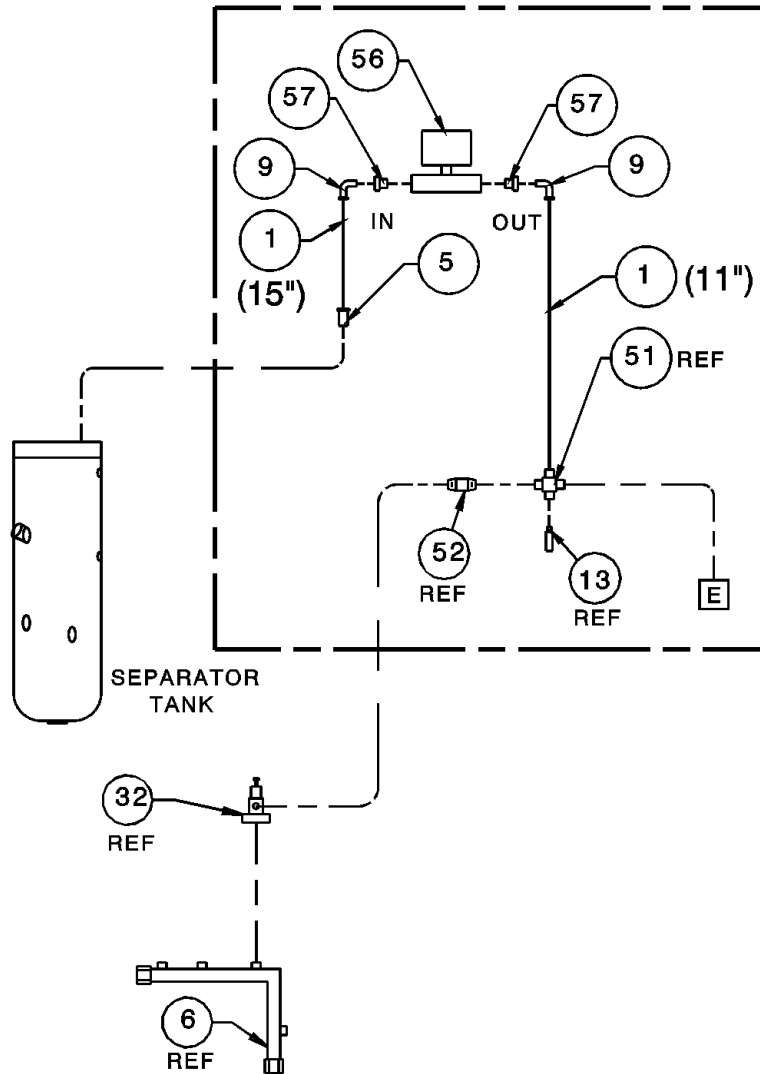 56
57
57
9
9
IN
OUT
1
(15")
5
1
(11")
51
REF
52
REF
13
REF
E
SEPARATOR
TANK
32
REF
6
REF